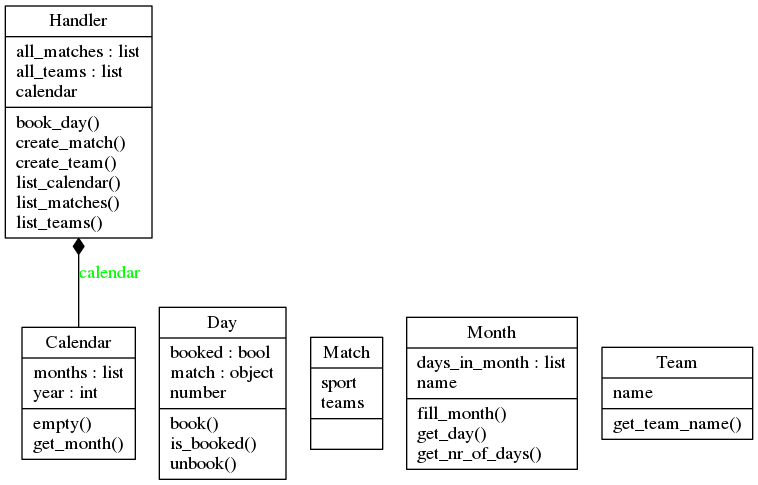 Handler
all_matches : list
all_teams : list
calendar
book_day()
create_match()
create_team()
list_calendar()
list_matches()
list_teams()
calendar
Calendar
months : list
year : int
empty()
get_month()
Day
booked : bool
match : object
number
book()
is_booked()
unbook()
Match
sport
teams
Month
days_in_month : list
name
fill_month()
get_day()
get_nr_of_days()
Team
name
get_team_name()